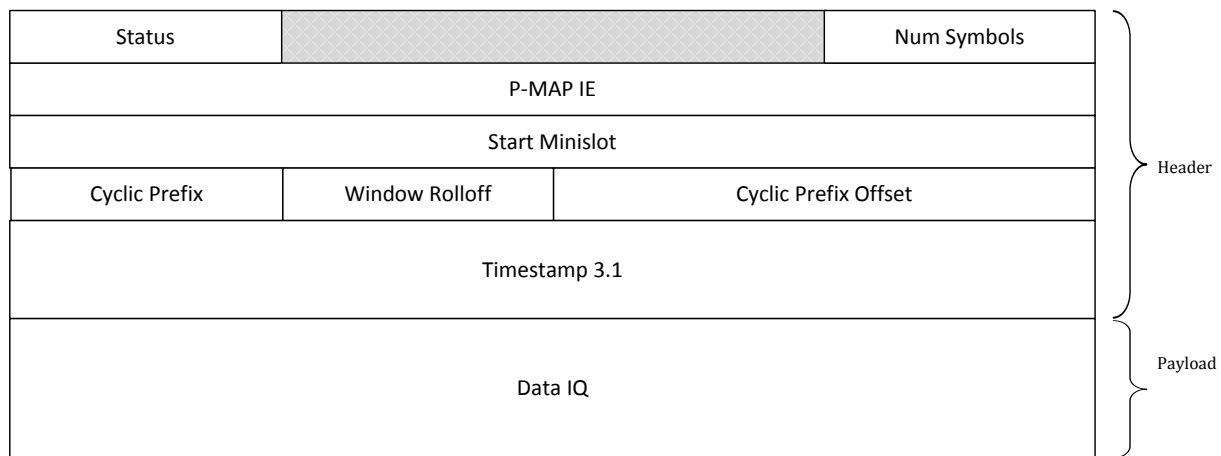 Status
Num Symbols
P-MAP IE
Start Minislot
Cyclic Prefix
Window Rolloff
Cyclic Prefix Offset
Header
Timestamp 3.1
Data IQ
Payload